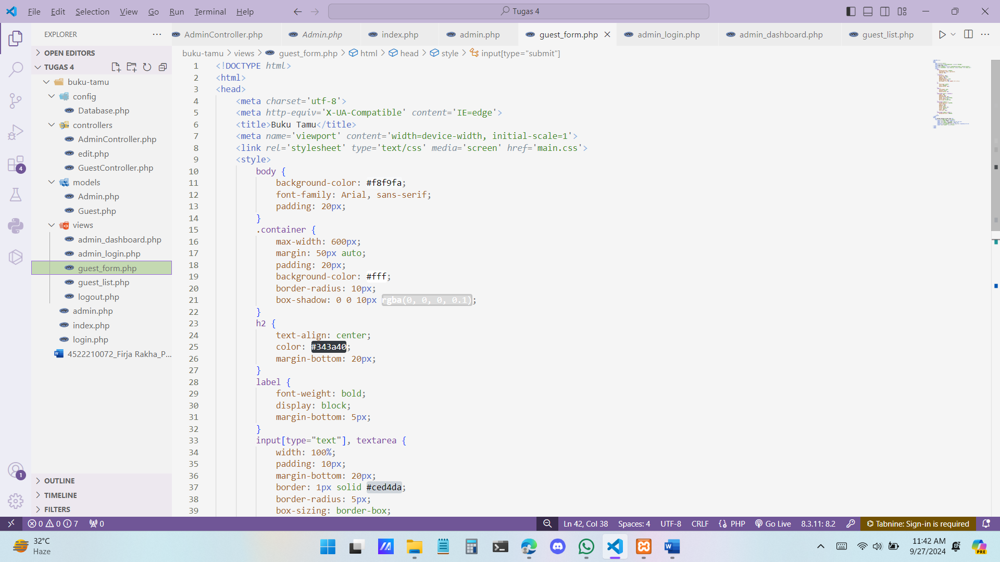 File Edit Selection View Go Run Terminal Help
Tugas 4
EXPLORER
AdminController.php
Admin.php
index.php
admin.php
guest_form.php
admin_login.php
admin_dashboard.php
guest_list.php
OPEN EDITORS
TUGAS 4
buku-tamu
config
Database.php
controllers
AdminController.php
edit.php
GuestController.php
models
Admin.php
Guest.php
views
admin_dashboard.php
admin_login.php
guest_form.php
guest_list.php
logout.php
admin.php
index.php
login.php
4522210072_Firja Rakha_P...
OUTLINE
TIMELINE
FILTERS
4
1
buku-tamu > views > guest_form.php > html > head > style > input[type="submit"]
1 <!DOCTYPE html>
2 <html>
3 <head>
4 <meta charset='utf-8'>
5 <meta http-equiv='X-UA-Compatible' content='IE=edge'>
6 <title>Buku Tamu</title>
7 <meta name='viewport' content='width=device-width, initial-scale=1'>
8 <link rel='stylesheet' type='text/css' media='screen' href='main.css'>
9 <style>
10 body {
11 background-color: #f8f9fa;
12 font-family: Arial, sans-serif;
13 padding: 20px;
14 }
15 .container {
16 max-width: 600px;
17 margin: 50px auto;
18 padding: 20px;
19 background-color: #fff;
20 border-radius: 10px;
21 box-shadow: 0 0 10px rgba(0, 0, 0, 0.1);
22 }
23 h2 {
24 text-align: center;
25 color: #343a40;
26 margin-bottom: 20px;
27 }
28 label {
29 font-weight: bold;
30 display: block;
31 margin-bottom: 5px;
32 }
33 input[type="text"], textarea {
34 width: 100%;
35 padding: 10px;
36 margin-bottom: 20px;
37 border: 1px solid #ced4da;
38 border-radius: 5px;
39 box-sizing: border-box;
0 0 7 0
Ln 42, Col 38 Spaces: 4 UTF-8 CRLF PHP Go Live 8.3.11: 8.2 Tabnine: Sign-in is required
32°C
Haze
11:42 AM
9/27/2024
PRE